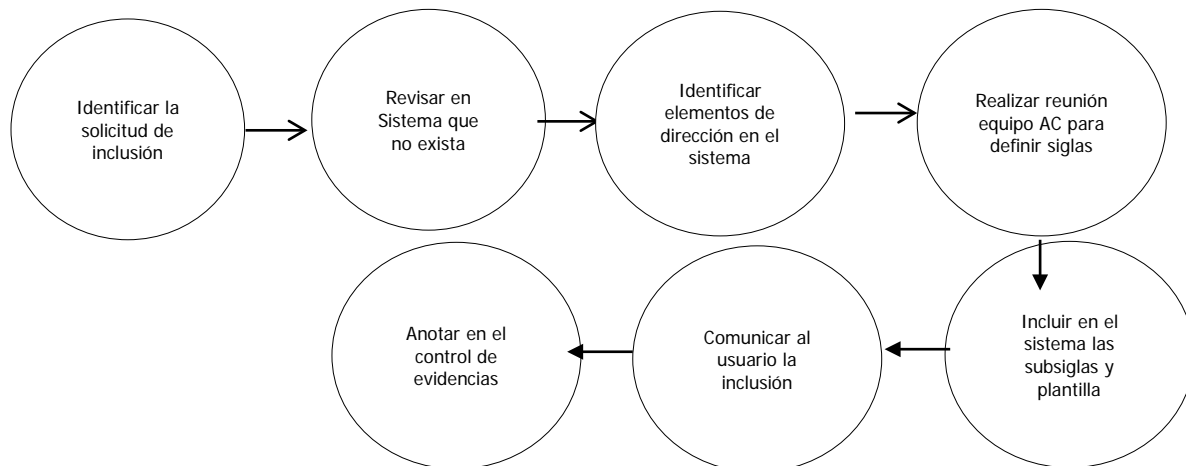 Identificar la
solicitud de
inclusión
Revisar en
Sistema que
no exista
Identificar
elementos de
dirección en el
sistema
Realizar reunión
equipo AC para
definir siglas
Incluir en el
sistema las
subsiglas y
plantilla
Comunicar al
usuario la
inclusión
Anotar en el
control de
evidencias